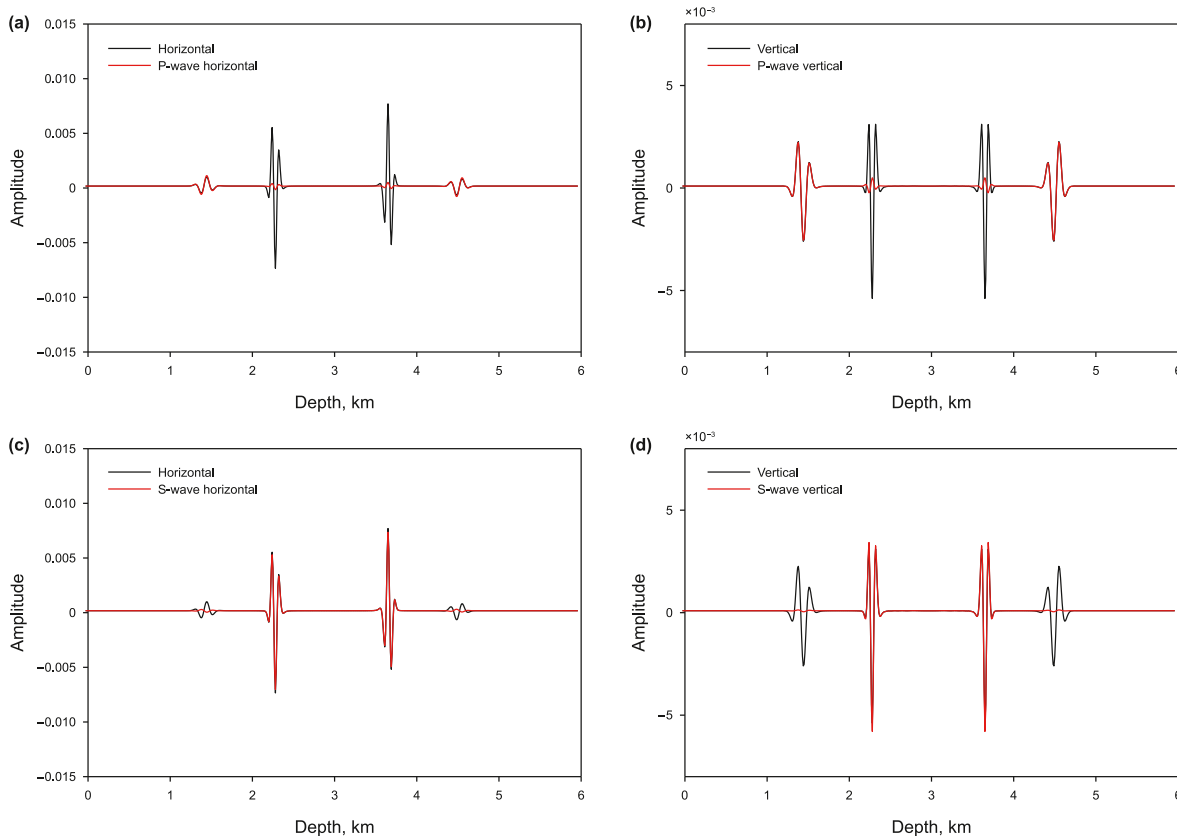 (a)
Horizontal
P-wave horizontal
0.015
0.010
0.005
0
–0.005
–0.010
–0.015
Amplitude
0 1 2 3 4 5 6
Depth, km
(b)
×10⁻³
Vertical
P-wave vertical
5
0
–5
Amplitude
0 1 2 3 4 5 6
Depth, km
(c)
Horizontal
S-wave horizontal
0.015
0.010
0.005
0
–0.005
–0.010
–0.015
Amplitude
0 1 2 3 4 5 6
Depth, km
(d)
×10⁻³
Vertical
S-wave vertical
5
0
–5
Amplitude
0 1 2 3 4 5 6
Depth, km